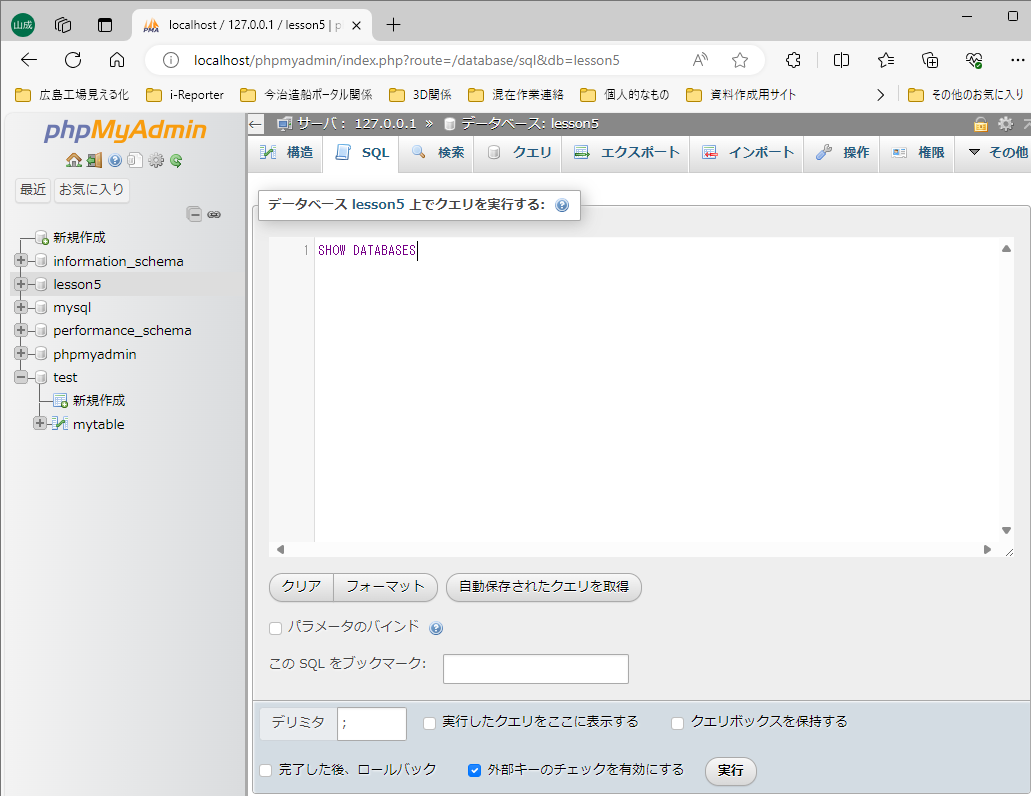 山成
localhost / 127.0.0.1 / lesson5 | p
localhost/phpmyadmin/index.php?route=/database/sql&db=lesson5
広島工場見える化 i-Reporter 今治造船ポータル関係 3D関係 混在作業連絡 個人的なもの 資料作成用サイト その他のお気に入り
phpMyAdmin
最近 お気に入り
新規作成
information_schema
lesson5
mysql
performance_schema
phpmyadmin
test
新規作成
mytable
サーバ: 127.0.0.1 » データベース: lesson5
構造 SQL 検索 クエリ エクスポート インポート 操作 権限 その他
データベース lesson5 上でクエリを実行する:
1 SHOW DATABASES
クリア フォーマット 自動保存されたクエリを取得
パラメータのバインド
この SQL をブックマーク:
デリミタ ; 実行したクエリをここに表示する クエリボックスを保持する
完了した後、ロールバック 外部キーのチェックを有効にする 実行